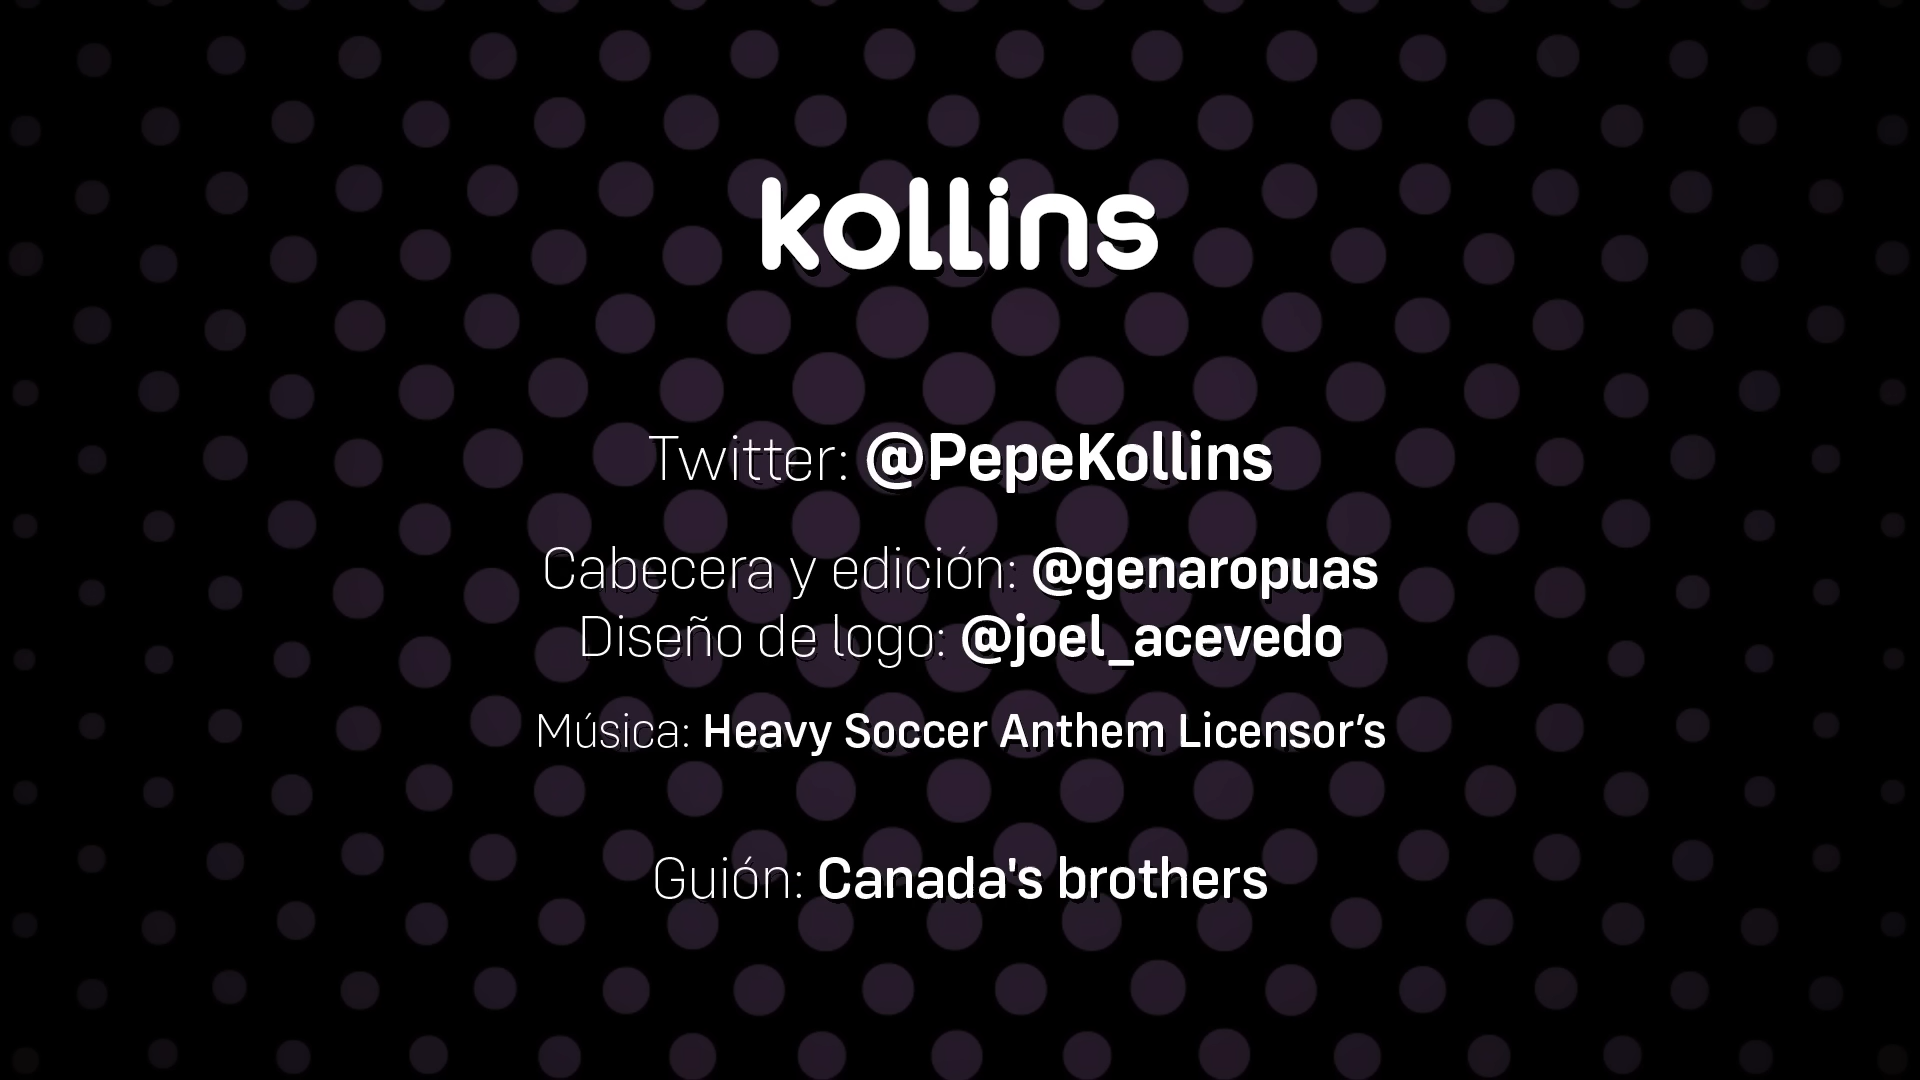 kollins
Twitter: @PepeKollins
Cabecera y edición: @genaropuas
Diseño de logo: @joel_acevedo
Música: Heavy Soccer Anthem Licensor’s
Guión: Canada's brothers